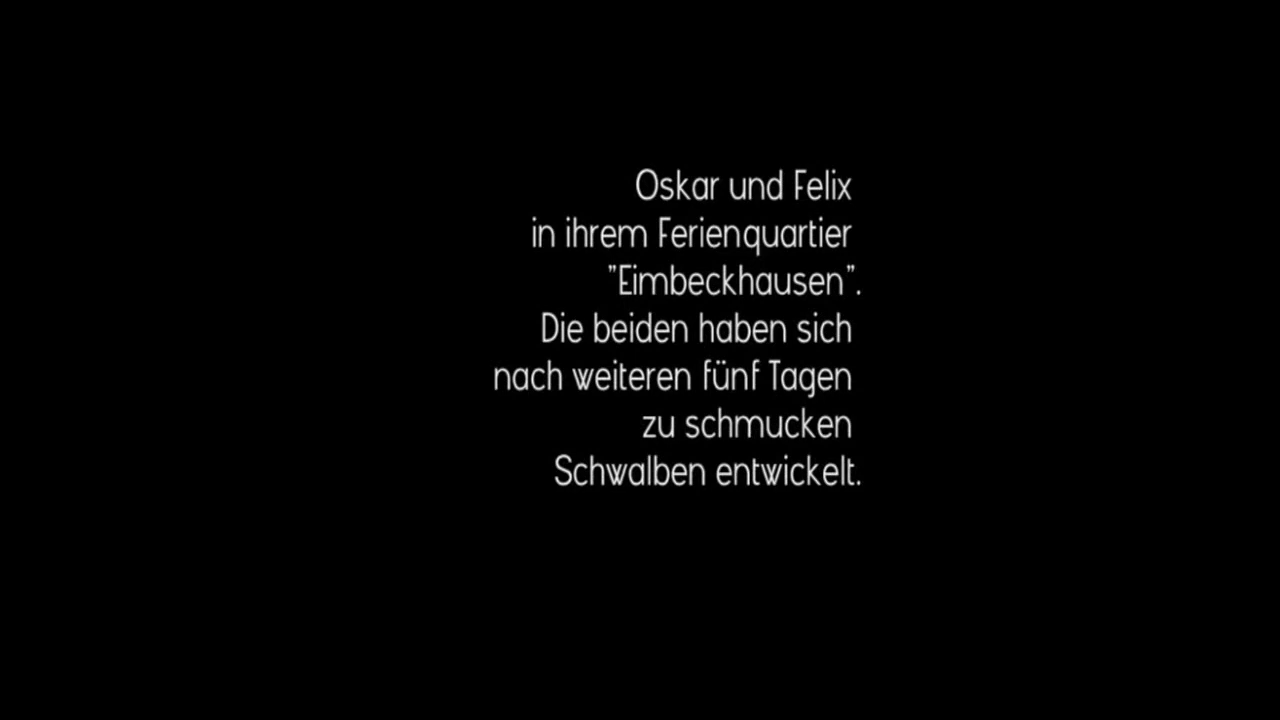 Oskar und Felix
in ihrem Ferienquartier
"Eimbeckhausen".
Die beiden haben sich
nach weiteren fünf Tagen
zu schmucken
Schwalben entwickelt.